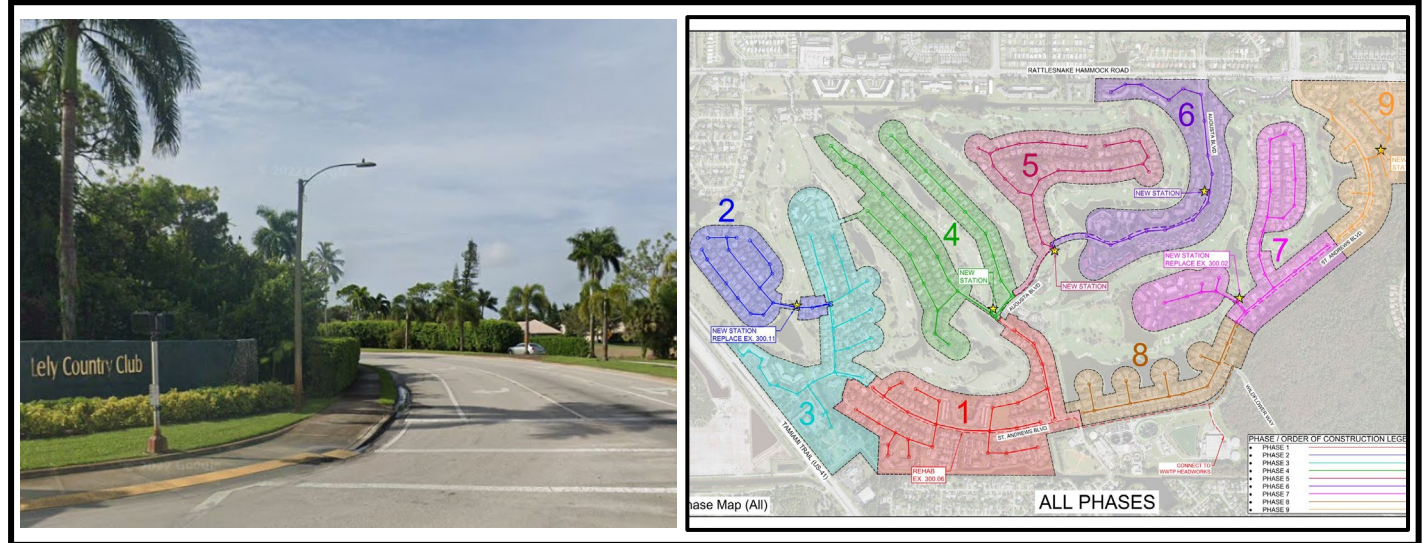 Lely Country Club
RATTLESNAKE HAMMOCK ROAD
9
6
AUGUSTA BLVD
5
NEW STATION
2
4
7
ST. ANDREWS BLVD.
NEW STATION
REPLACE EX. 300.02
NEW
STATION
NEW STATION
AUGUSTA BLVD
NEW STATION
REPLACE EX. 300.11
8
3
1
ST. ANDREWS BLVD.
WILDFLOWER WAY
TAMIAMI TRAIL (US-41)
REHAB
EX. 300.06
CONNECT TO
WWTP HEADWORKS
PHASE / ORDER OF CONSTRUCTION LEGE
PHASE 1
PHASE 2
PHASE 3
PHASE 4
PHASE 5
PHASE 6
PHASE 7
PHASE 8
PHASE 9
hase Map (All)
ALL PHASES